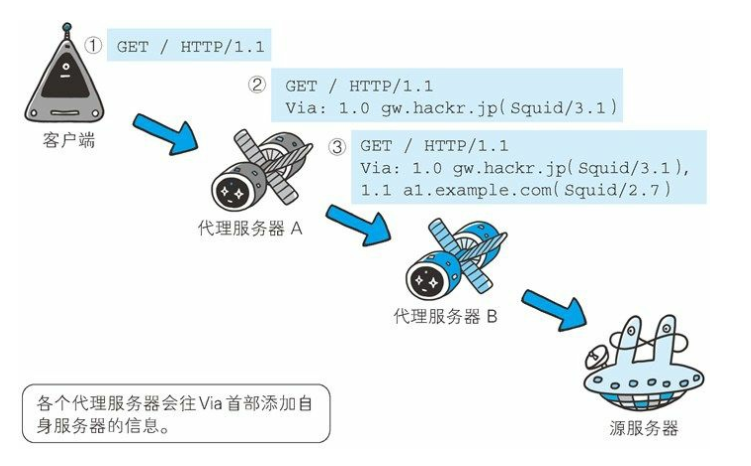 ① GET / HTTP/1.1
② GET / HTTP/1.1
Via: 1.0 gw.hackr.jp(Squid/3.1)
客户端
③ GET / HTTP/1.1
Via: 1.0 gw.hackr.jp(Squid/3.1),
1.1 a1.example.com(Squid/2.7)
代理服务器 A
代理服务器 B
各个代理服务器会往Via首部添加自
身服务器的信息。
源服务器